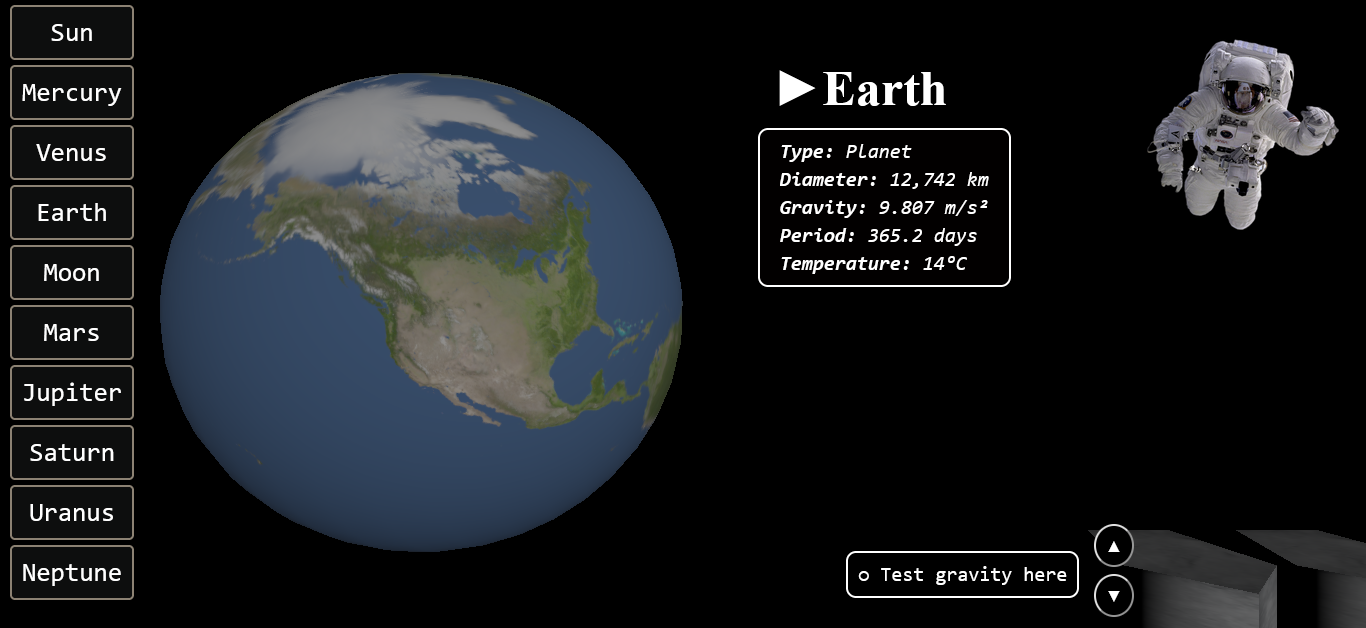 Sun
Mercury
Venus
Earth
Moon
Mars
Jupiter
Saturn
Uranus
Neptune
▶Earth
Type: Planet
Diameter: 12,742 km
Gravity: 9.807 m/s²
Period: 365.2 days
Temperature: 14°C
○ Test gravity here
▲
▼